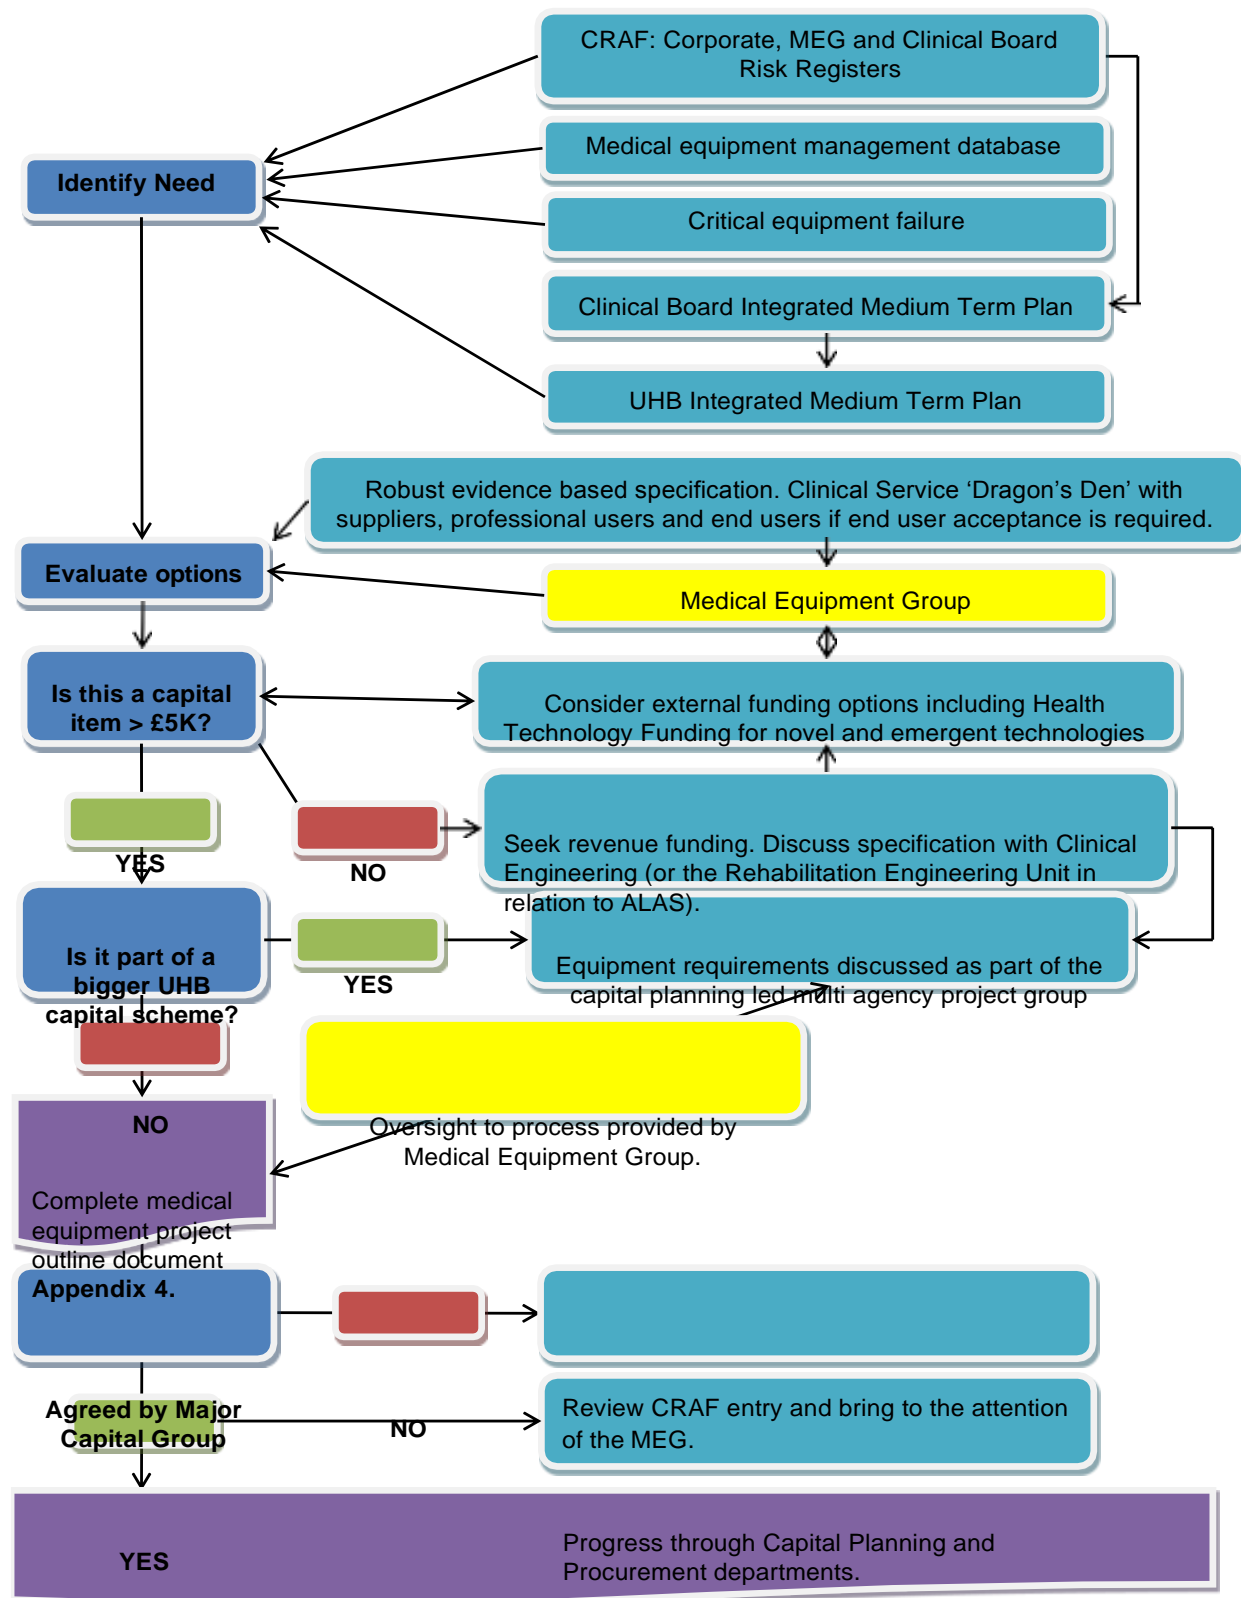 CRAF: Corporate, MEG and Clinical Board
Risk Registers
Medical equipment management database
Identify Need
Critical equipment failure
Clinical Board Integrated Medium Term Plan
UHB Integrated Medium Term Plan
Robust evidence based specification. Clinical Service ‘Dragon’s Den’ with
suppliers, professional users and end users if end user acceptance is required.
Evaluate options
Medical Equipment Group
Is this a capital
item > £5K?
Consider external funding options including Health
Technology Funding for novel and emergent technologies
YES
NO
Seek revenue funding. Discuss specification with Clinical
Engineering (or the Rehabilitation Engineering Unit in
relation to ALAS).
Is it part of a
bigger UHB
capital scheme?
YES
Equipment requirements discussed as part of the
capital planning led multi agency project group
NO
Oversight to process provided by
Medical Equipment Group.
Complete medical
equipment project
outline document
Appendix 4.
Agreed by Major
Capital Group
NO
Review CRAF entry and bring to the attention
of the MEG.
YES
Progress through Capital Planning and
Procurement departments.